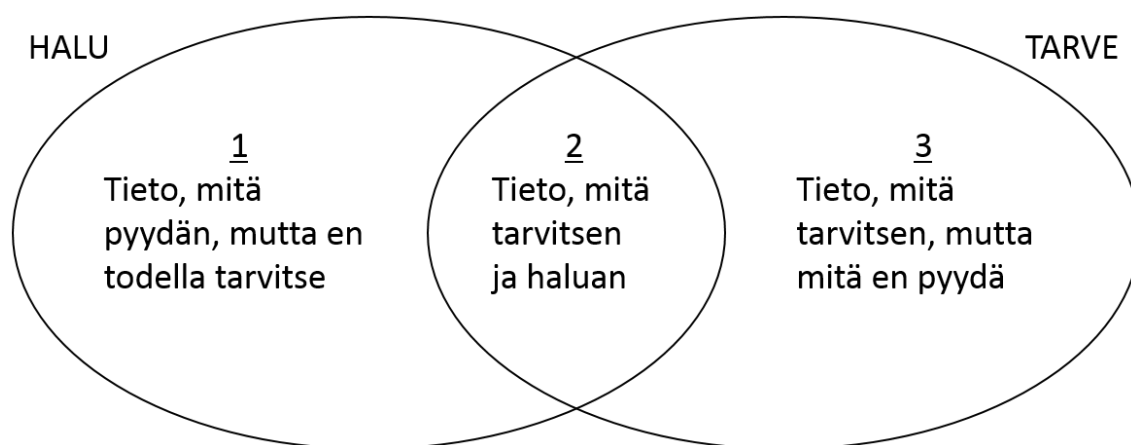 HALU
TARVE
1
Tieto, mitä
pyydän, mutta en
todella tarvitse
2
Tieto, mitä
tarvitsen
ja haluan
3
Tieto, mitä
tarvitsen, mutta
mitä en pyydä